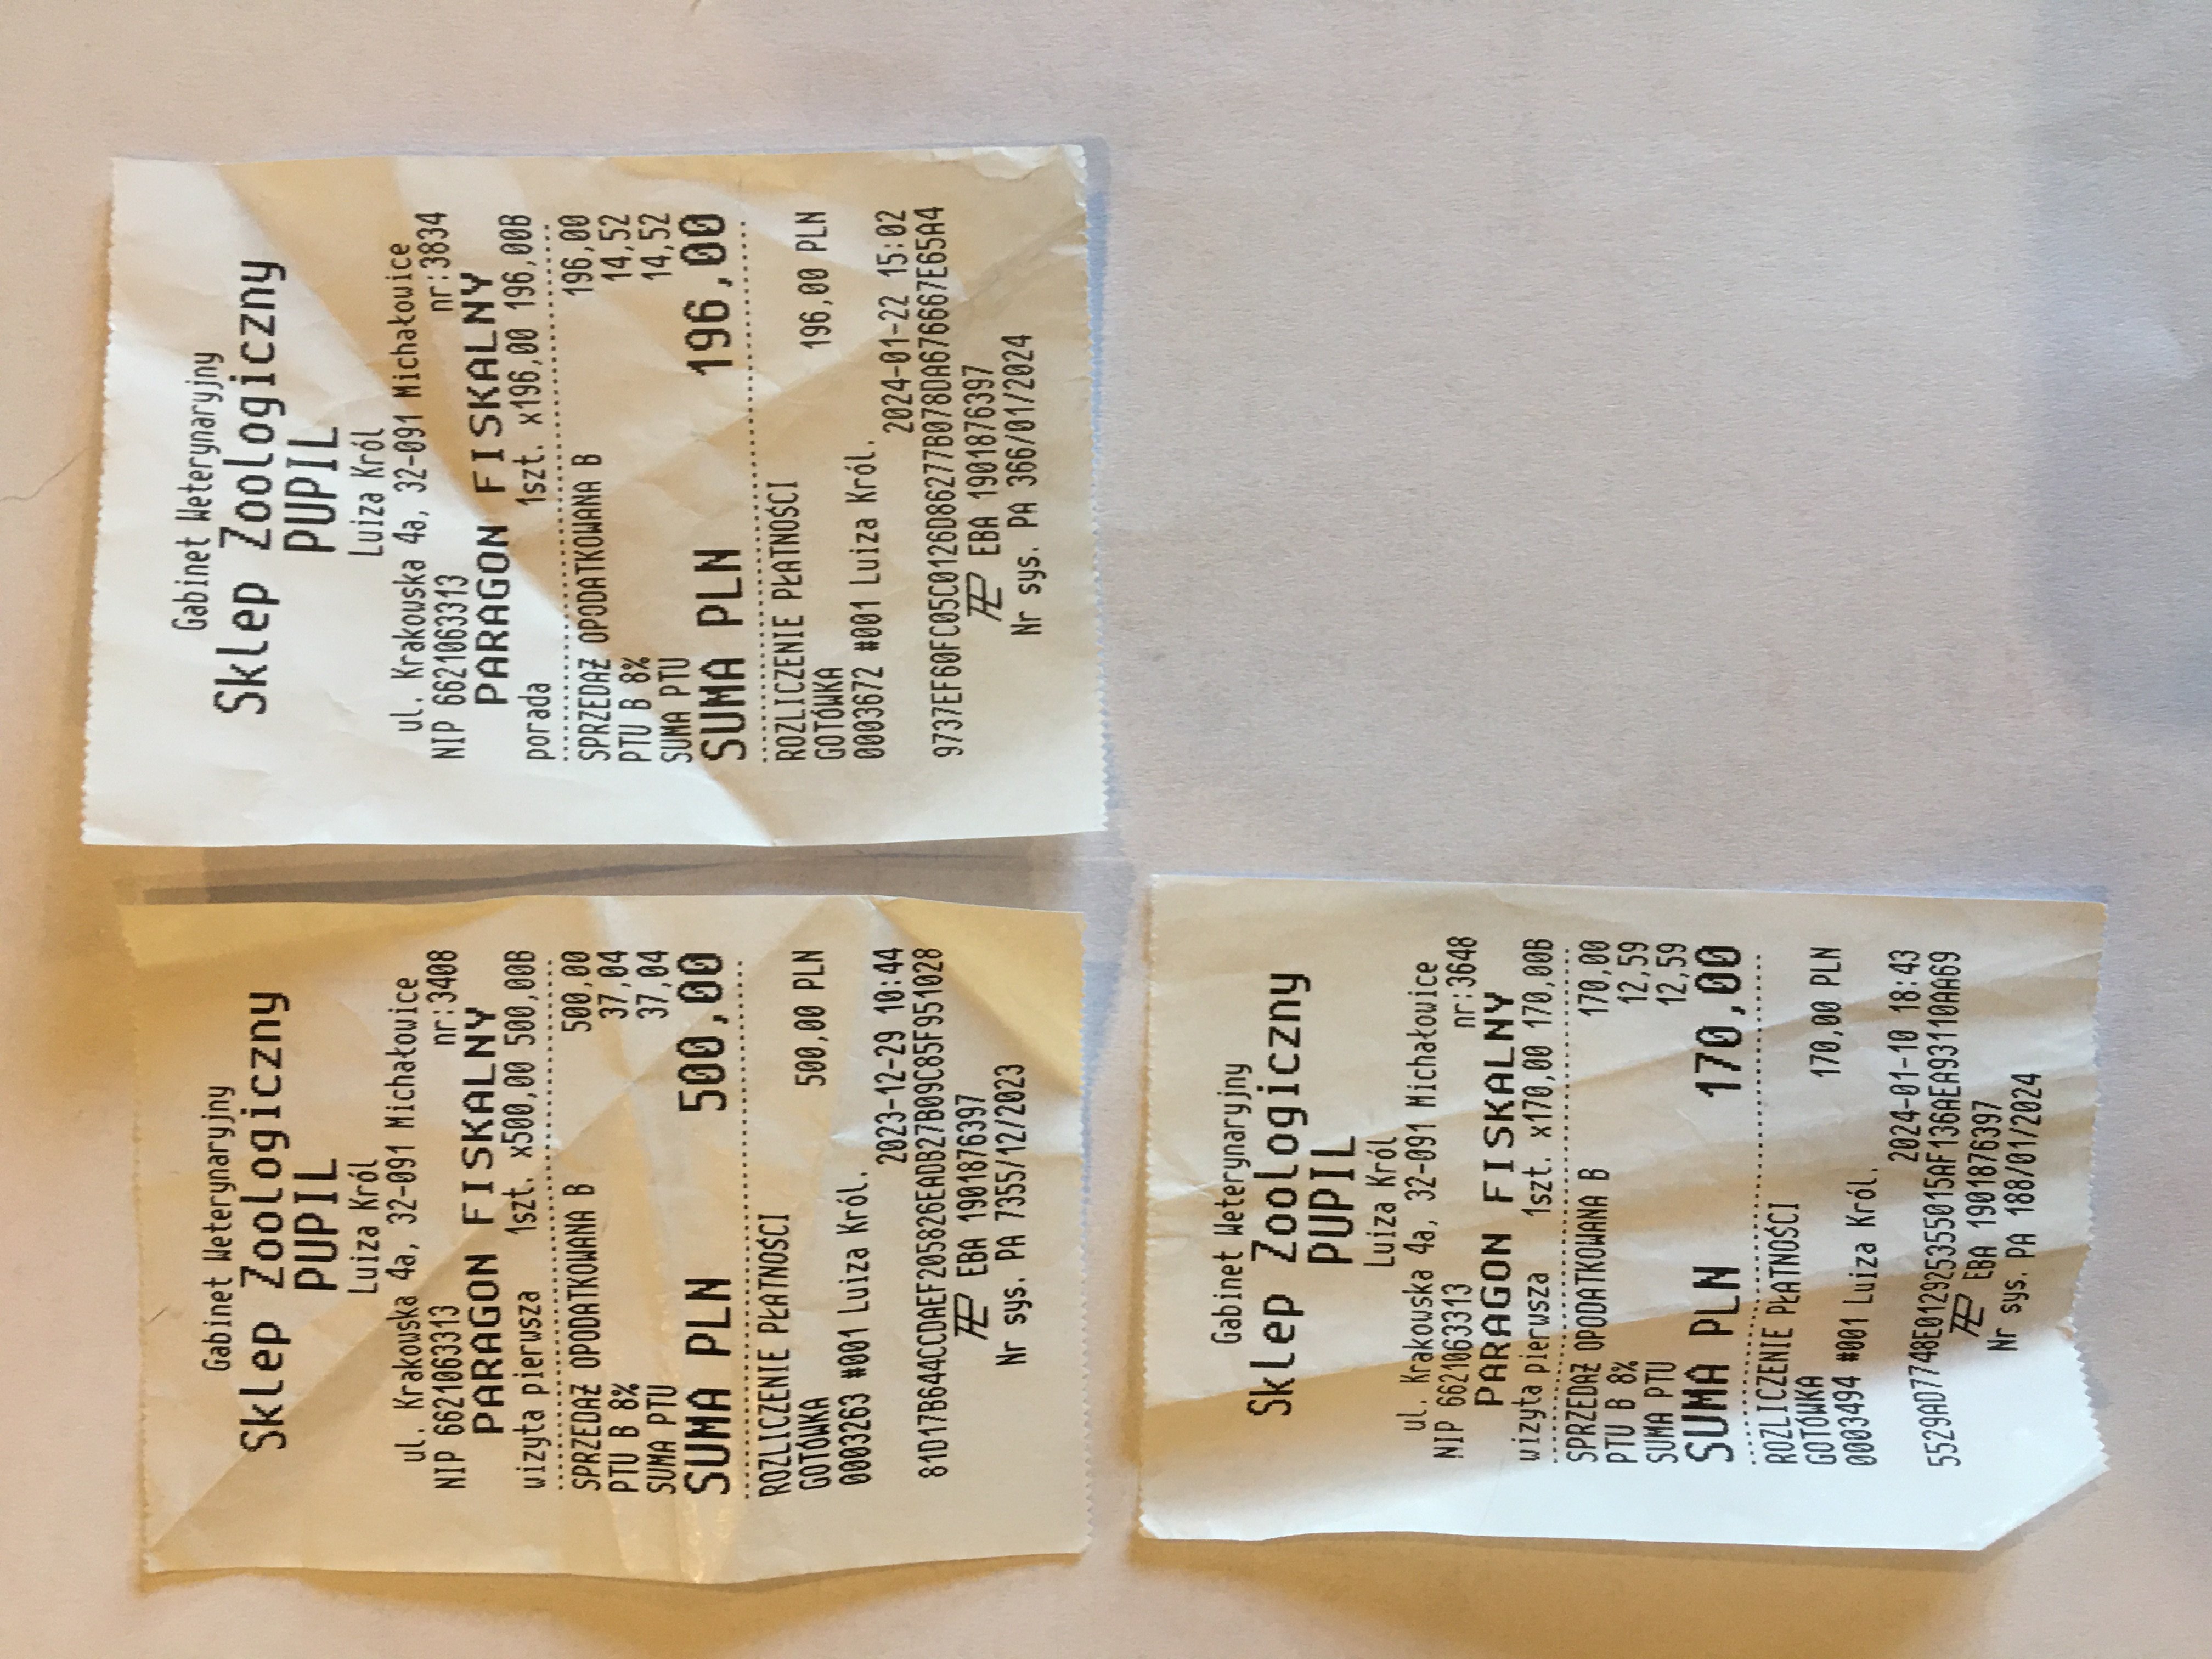 Gabinet Weterynaryjny
Sklep Zoologiczny
PUPIL
Luiza Król
ul. Krakowska 4a, 32-091 Michałowice
NIP 6621063313 nr:3408
PARAGON FISKALNY
wizyta pierwsza 1szt. x500,00 500,00B
SPRZEDAŻ OPODATKOWANA B 500,00
PTU B 8% 37,04
SUMA PTU 37,04
SUMA PLN 500,00
ROZLICZENIE PŁATNOŚCI
GOTÓWKA 500,00 PLN
0003263 #001 Luiza Król.
2023-12-29 10:44
81D17B644CCDAEF205826EADB27B09C85F951028
EBA 1901876397
Nr sys. PA 7355/12/2023
Gabinet Weterynaryjny
Sklep Zoologiczny
PUPIL
Luiza Król
ul. Krakowska 4a, 32-091 Michałowice
NIP 6621063313 nr:3834
PARAGON FISKALNY
porada 1szt. x196,00 196,00B
SPRZEDAŻ OPODATKOWANA B 196,00
PTU B 8% 14,52
SUMA PTU 14,52
SUMA PLN 196,00
ROZLICZENIE PŁATNOŚCI
GOTÓWKA 196,00 PLN
0003672 #001 Luiza Król.
2024-01-22 15:02
9737EF60FC05C0126D86277B078DA676667E65A4
EBA 1901876397
Nr sys. PA 366/01/2024
Gabinet Weterynaryjny
Sklep Zoologiczny
PUPIL
Luiza Król
ul. Krakowska 4a, 32-091 Michałowice
NIP 6621063313 nr:3648
PARAGON FISKALNY
wizyta pierwsza 1szt. x170,00 170,00B
SPRZEDAŻ OPODATKOWANA B 170,00
PTU B 8% 12,59
SUMA PTU 12,59
SUMA PLN 170,00
ROZLICZENIE PŁATNOŚCI
GOTÓWKA 170,00 PLN
0003494 #001 Luiza Król.
2024-01-10 18:43
5529AD7748E012925355015AF136AEA93110AA69
EBA 1901876397
Nr sys. PA 188/01/2024